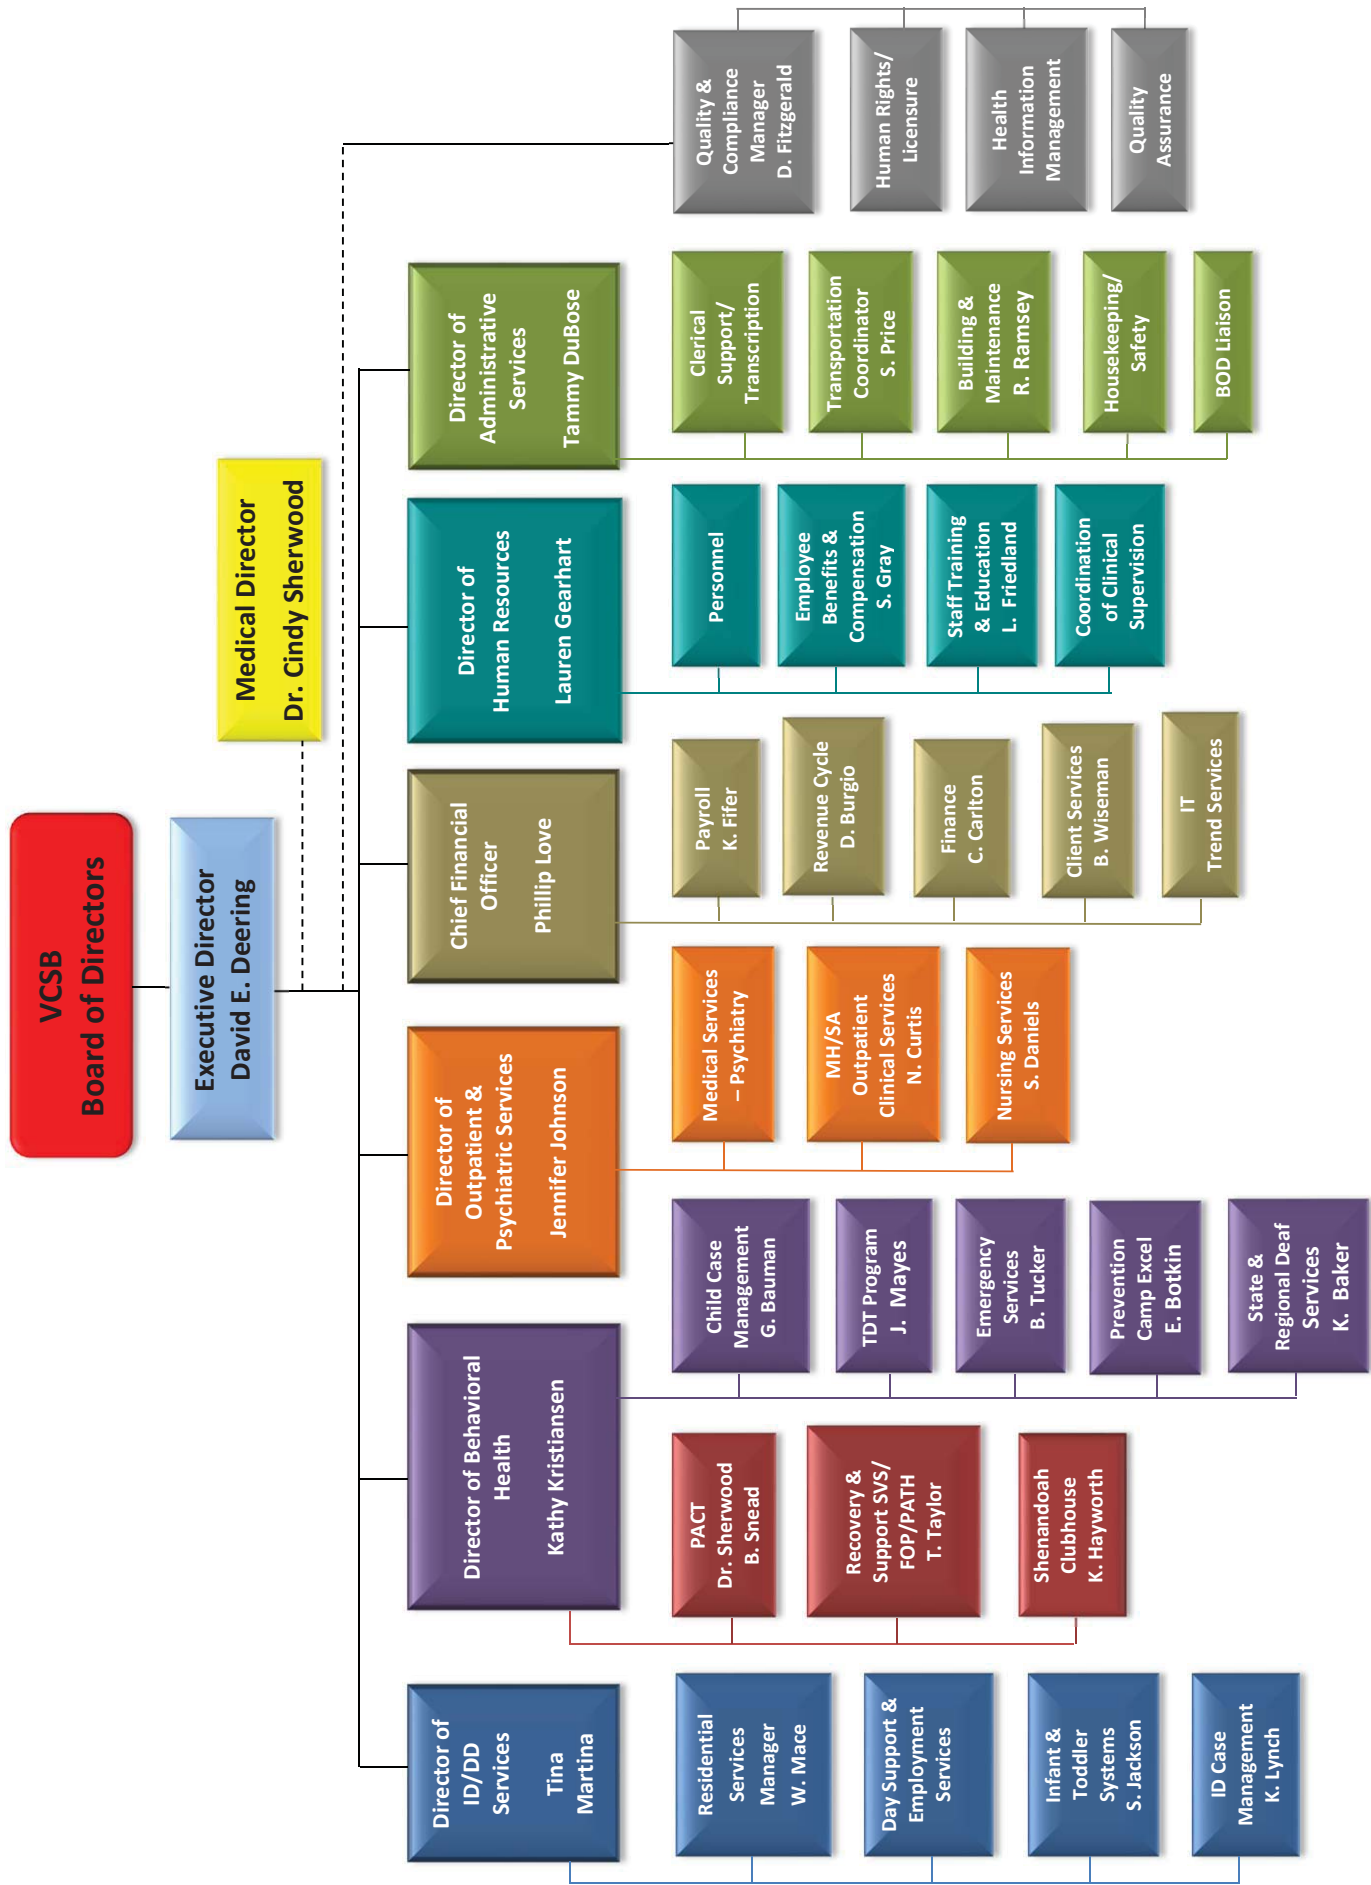 VCSB
Board of Directors
Executive Director
David E. Deering
Medical Director
Dr. Cindy Sherwood
Director of
ID/DD
Services
Tina
Martina
Residential
Services
Manager
W. Mace
Day Support &
Employment
Services
Infant &
Toddler
Systems
S. Jackson
ID Case
Management
K. Lynch
Director of Behavioral
Health
Kathy Kristiansen
PACT
Dr. Sherwood
B. Snead
Recovery &
Support SVS/
FOP/PATH
T. Taylor
Shenandoah
Clubhouse
K. Hayworth
Child Case
Management
G. Bauman
TDT Program
J. Mayes
Emergency
Services
B. Tucker
Prevention
Camp Excel
E. Botkin
State &
Regional Deaf
Services
K. Baker
Director of
Outpatient &
Psychiatric Services
Jennifer Johnson
Medical Services
– Psychiatry
MH/SA
Outpatient
Clinical Services
N. Curtis
Nursing Services
S. Daniels
Chief Financial
Officer
Phillip Love
Payroll
K. Fifer
Revenue Cycle
D. Burgio
Finance
C. Carlton
Client Services
B. Wiseman
IT
Trend Services
Director of
Human Resources
Lauren Gearhart
Personnel
Employee
Benefits &
Compensation
S. Gray
Staff Training
& Education
L. Friedland
Coordination
of Clinical
Supervision
Director of
Administrative
Services
Tammy DuBose
Clerical
Support/
Transcription
Transportation
Coordinator
S. Price
Building &
Maintenance
R. Ramsey
Housekeeping/
Safety
BOD Liaison
Quality &
Compliance
Manager
D. Fitzgerald
Human Rights/
Licensure
Health
Information
Management
Quality
Assurance